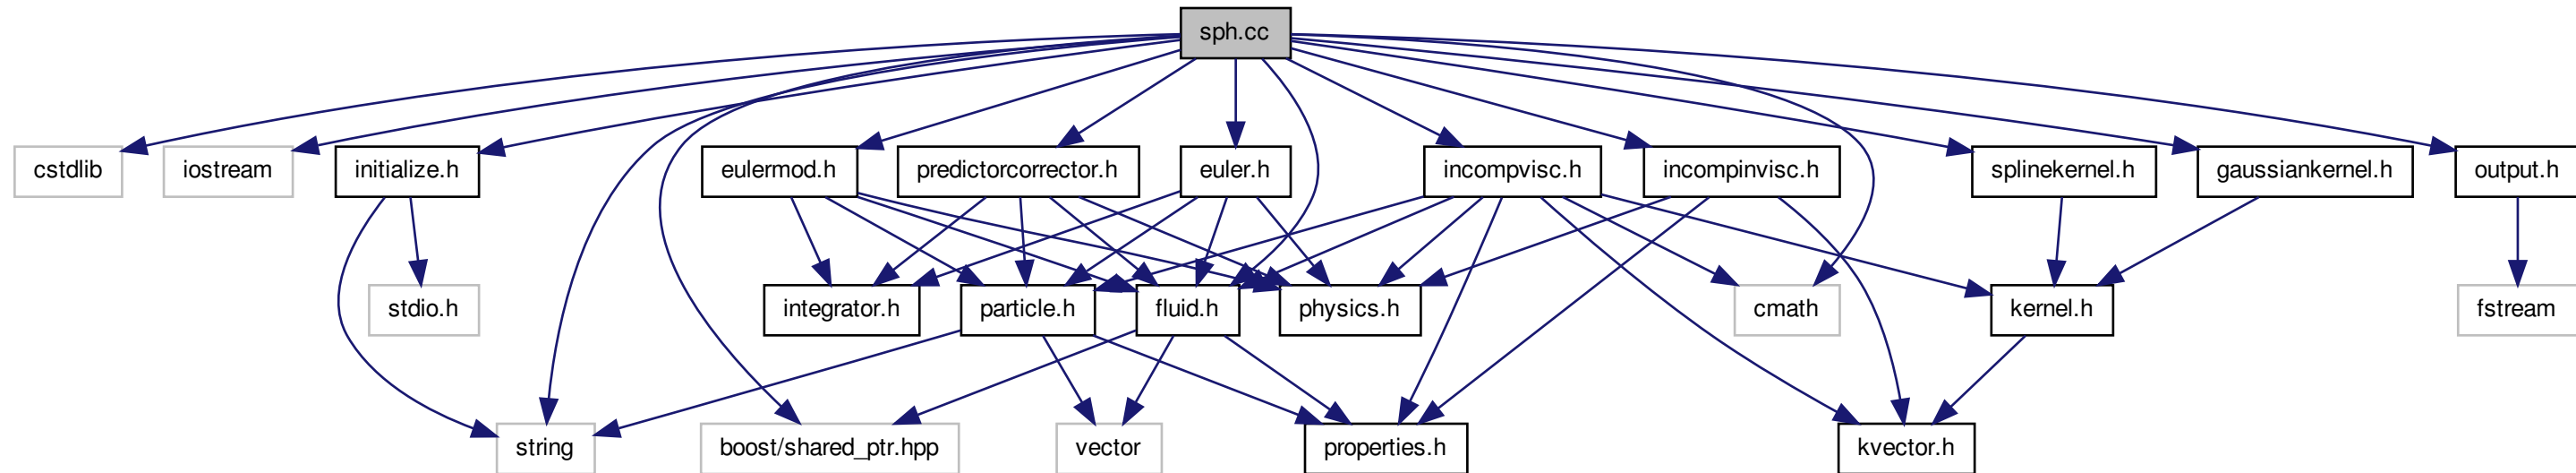 sph.cc
cstdlib
iostream
initialize.h
eulermod.h
predictorcorrector.h
euler.h
incompvisc.h
incompinvisc.h
splinekernel.h
gaussiankernel.h
output.h
stdio.h
integrator.h
particle.h
fluid.h
physics.h
cmath
kernel.h
fstream
string
boost/shared_ptr.hpp
vector
properties.h
kvector.h